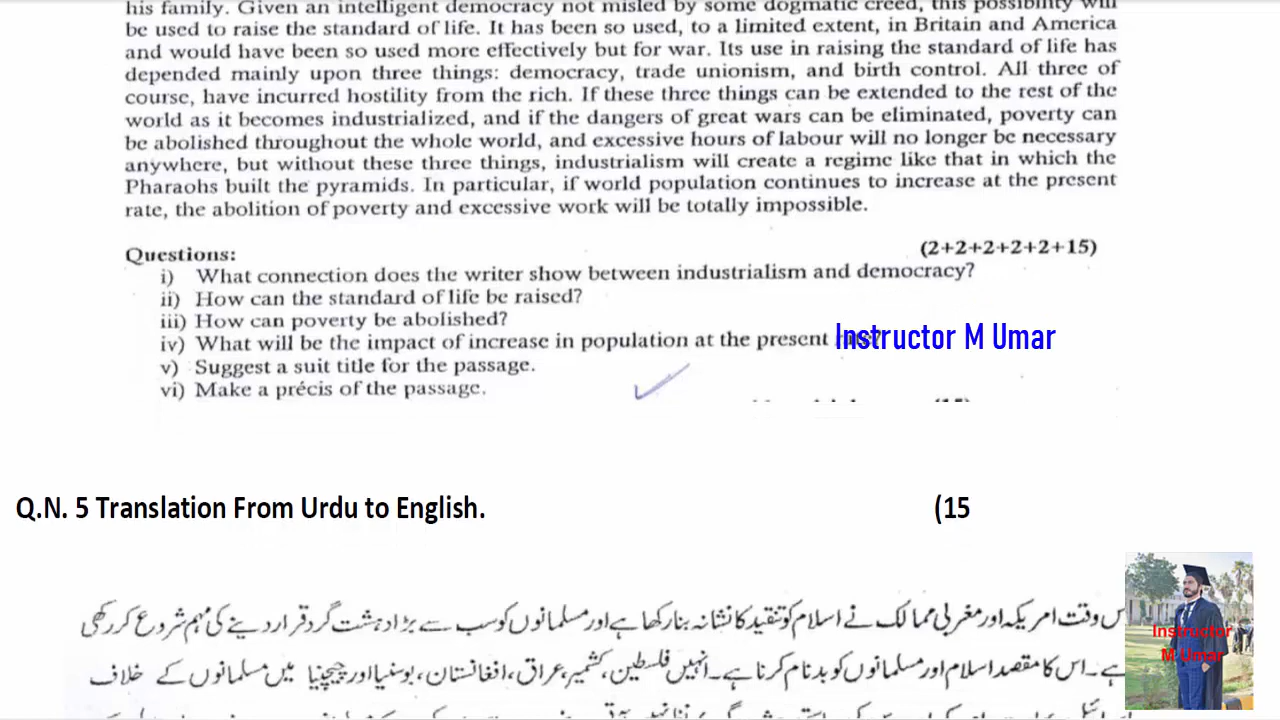 his family. Given an intelligent democracy not misled by some dogmatic creed, this possibility will
be used to raise the standard of life. It has been so used, to a limited extent, in Britain and America
and would have been so used more effectively but for war. Its use in raising the standard of life has
depended mainly upon three things: democracy, trade unionism, and birth control. All three of
course, have incurred hostility from the rich. If these three things can be extended to the rest of the
world as it becomes industrialized, and if the dangers of great wars can be eliminated, poverty can
be abolished throughout the whole world, and excessive hours of labour will no longer be necessary
anywhere, but without these three things, industrialism will create a regime like that in which the
Pharaohs built the pyramids. In particular, if world population continues to increase at the present
rate, the abolition of poverty and excessive work will be totally impossible.
Questions: (2+2+2+2+2+15)
i) What connection does the writer show between industrialism and democracy?
ii) How can the standard of life be raised?
iii) How can poverty be abolished?
iv) What will be the impact of increase in population at the present
Instructor M Umar
v) Suggest a suit title for the passage.
vi) Make a précis of the passage.
Q.N. 5 Translation From Urdu to English. (15
س وقت امریکہ اور مغربی ممالک نے اسلام کو تنقید کا نشانہ بنا رکھا ہے اور مسلمانوں کو سب سے بڑا دہشت گرد قرار دینے کی مہم شروع کر رکھی
ہے۔ اس کا مقصد اسلام اور مسلمانوں کو بدنام کرنا ہے۔ انہیں فلسطین، کشمیر، عراق، افغانستان، بوسنیا اور چیچنیا میں مسلمانوں کے خلاف
Instructor
M Umar